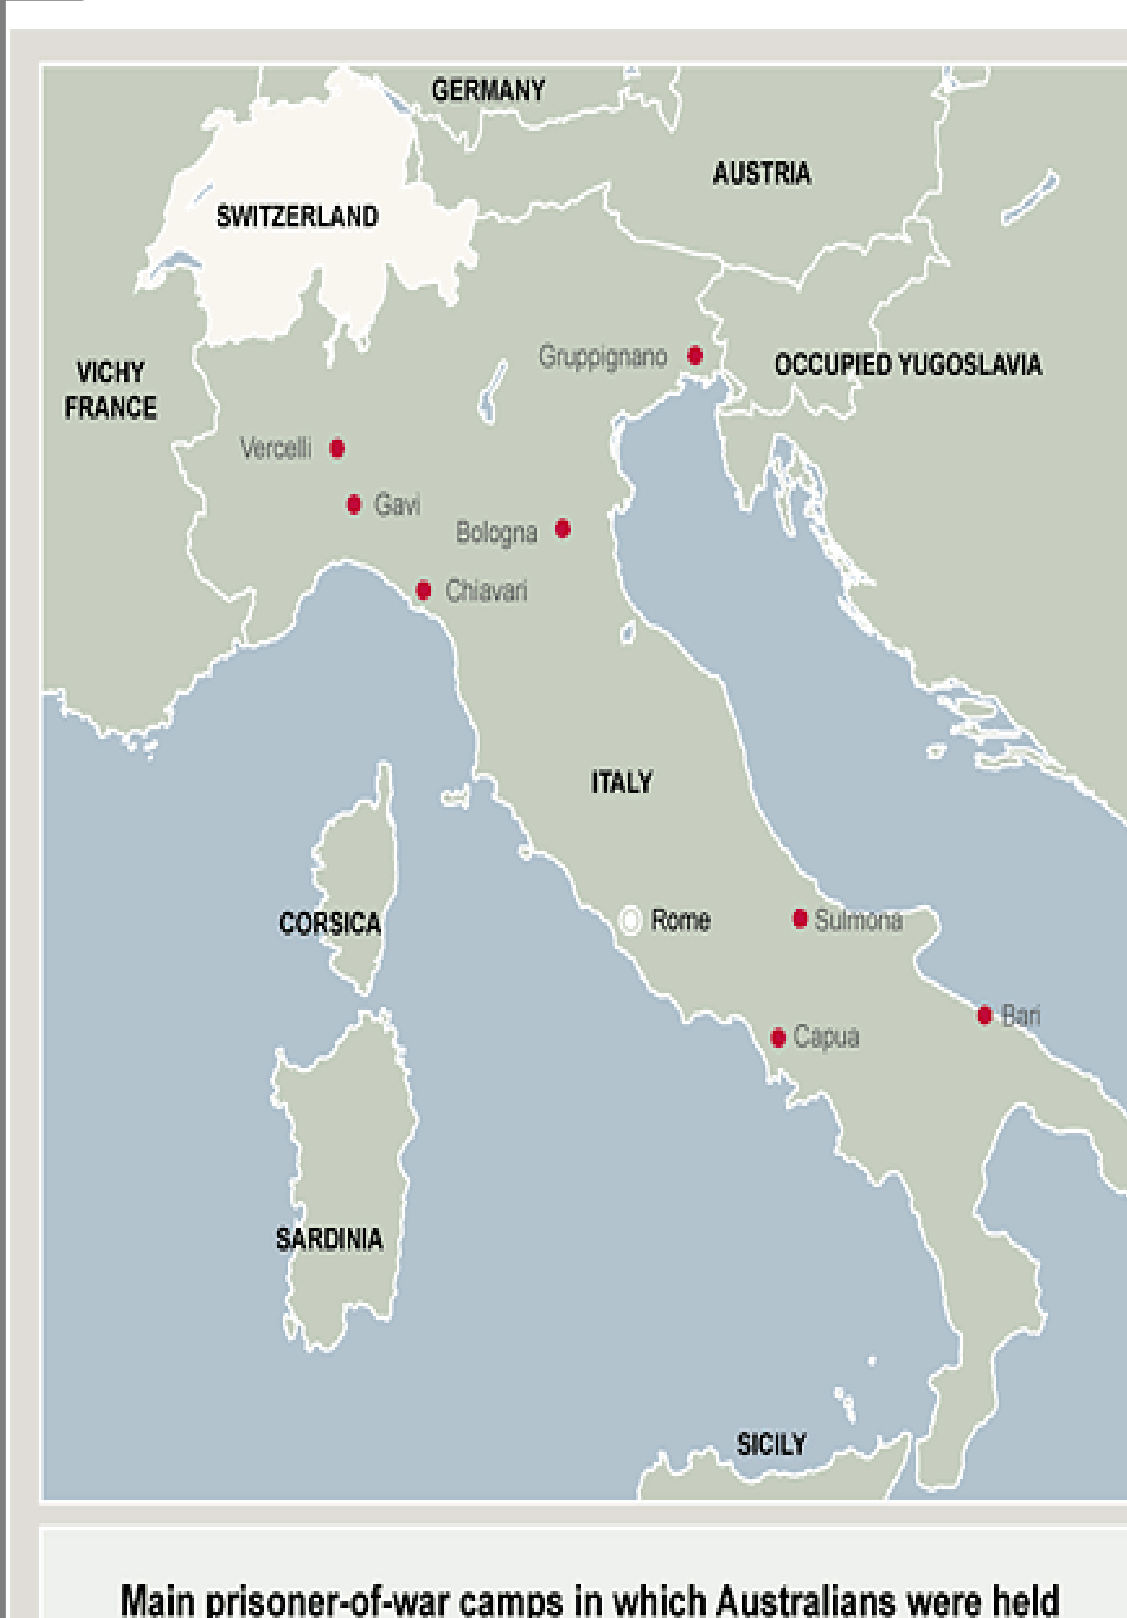 GERMANY
AUSTRIA
SWITZERLAND
Gruppignano
OCCUPIED YUGOSLAVIA
VICHY
FRANCE
Vercelli
Gavi
Bologna
Chiavari
ITALY
CORSICA
Rome
Sulmona
Bari
Capua
SARDINIA
SICILY
Main prisoner-of-war camps in which Australians were held